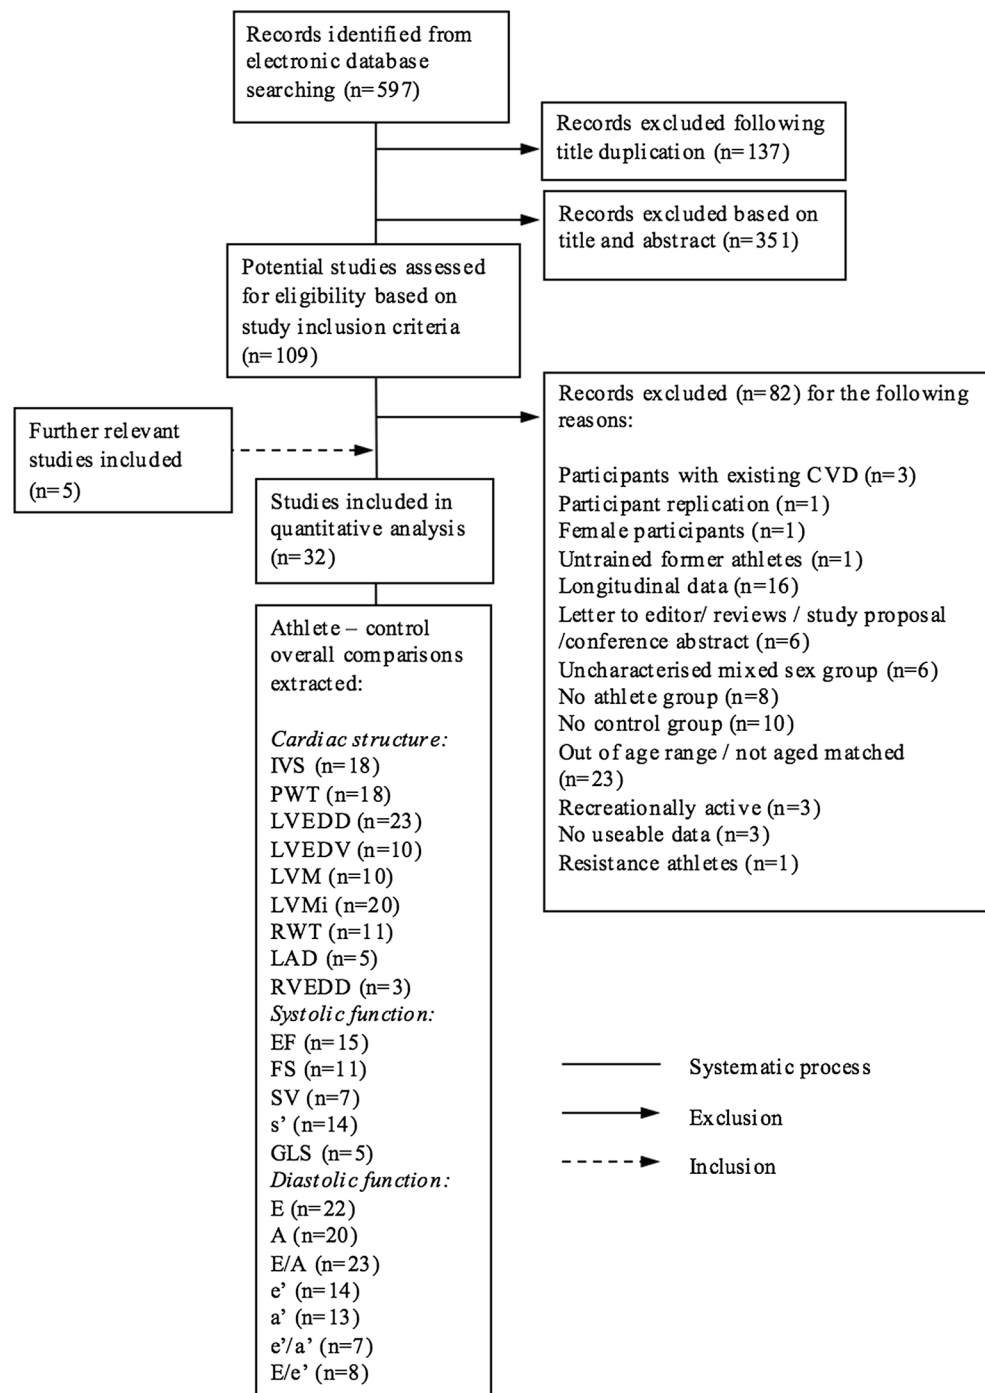 Records identified from
electronic database
searching (n=597)
Records excluded following
title duplication (n=137)
Records excluded based on
title and abstract (n=351)
Potential studies assessed
for eligibility based on
study inclusion criteria
(n=109)
Records excluded (n=82) for the following
reasons:
Participants with existing CVD (n=3)
Participant replication (n=1)
Female participants (n=1)
Untrained former athletes (n=1)
Longitudinal data (n=16)
Letter to editor/ reviews / study proposal
/conference abstract (n=6)
Uncharacterised mixed sex group (n=6)
No athlete group (n=8)
No control group (n=10)
Out of age range / not aged matched
(n=23)
Recreationally active (n=3)
No useable data (n=3)
Resistance athletes (n=1)
Further relevant
studies included
(n=5)
Studies included in
quantitative analysis
(n=32)
Athlete – control
overall comparisons
extracted:
Cardiac structure:
IVS (n=18)
PWT (n=18)
LVEDD (n=23)
LVEDV (n=10)
LVM (n=10)
LVMi (n=20)
RWT (n=11)
LAD (n=5)
RVEDD (n=3)
Systolic function:
EF (n=15)
FS (n=11)
SV (n=7)
s’ (n=14)
GLS (n=5)
Diastolic function:
E (n=22)
A (n=20)
E/A (n=23)
e’ (n=14)
a’ (n=13)
e’/a’ (n=7)
E/e’ (n=8)
Systematic process
Exclusion
Inclusion